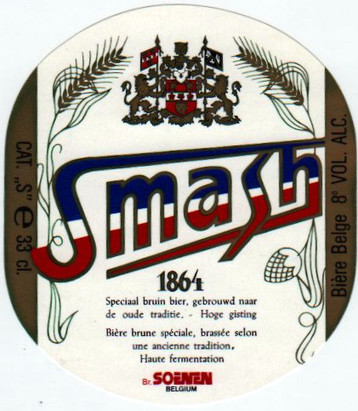 CAT „S” e 33 cl.
Smash
1864
Speciaal bruin bier, gebrouwd naar
de oude traditie. - Hoge gisting
Bière brune spéciale, brassée selon
une ancienne tradition,
Haute fermentation
Br. SOENEN
BELGIUM
Bière Belge 8° VOL. ALC.